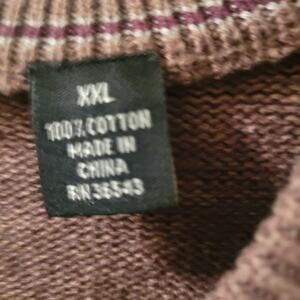 XXL
100% COTTON
MADE IN
CHINA
RN 36543